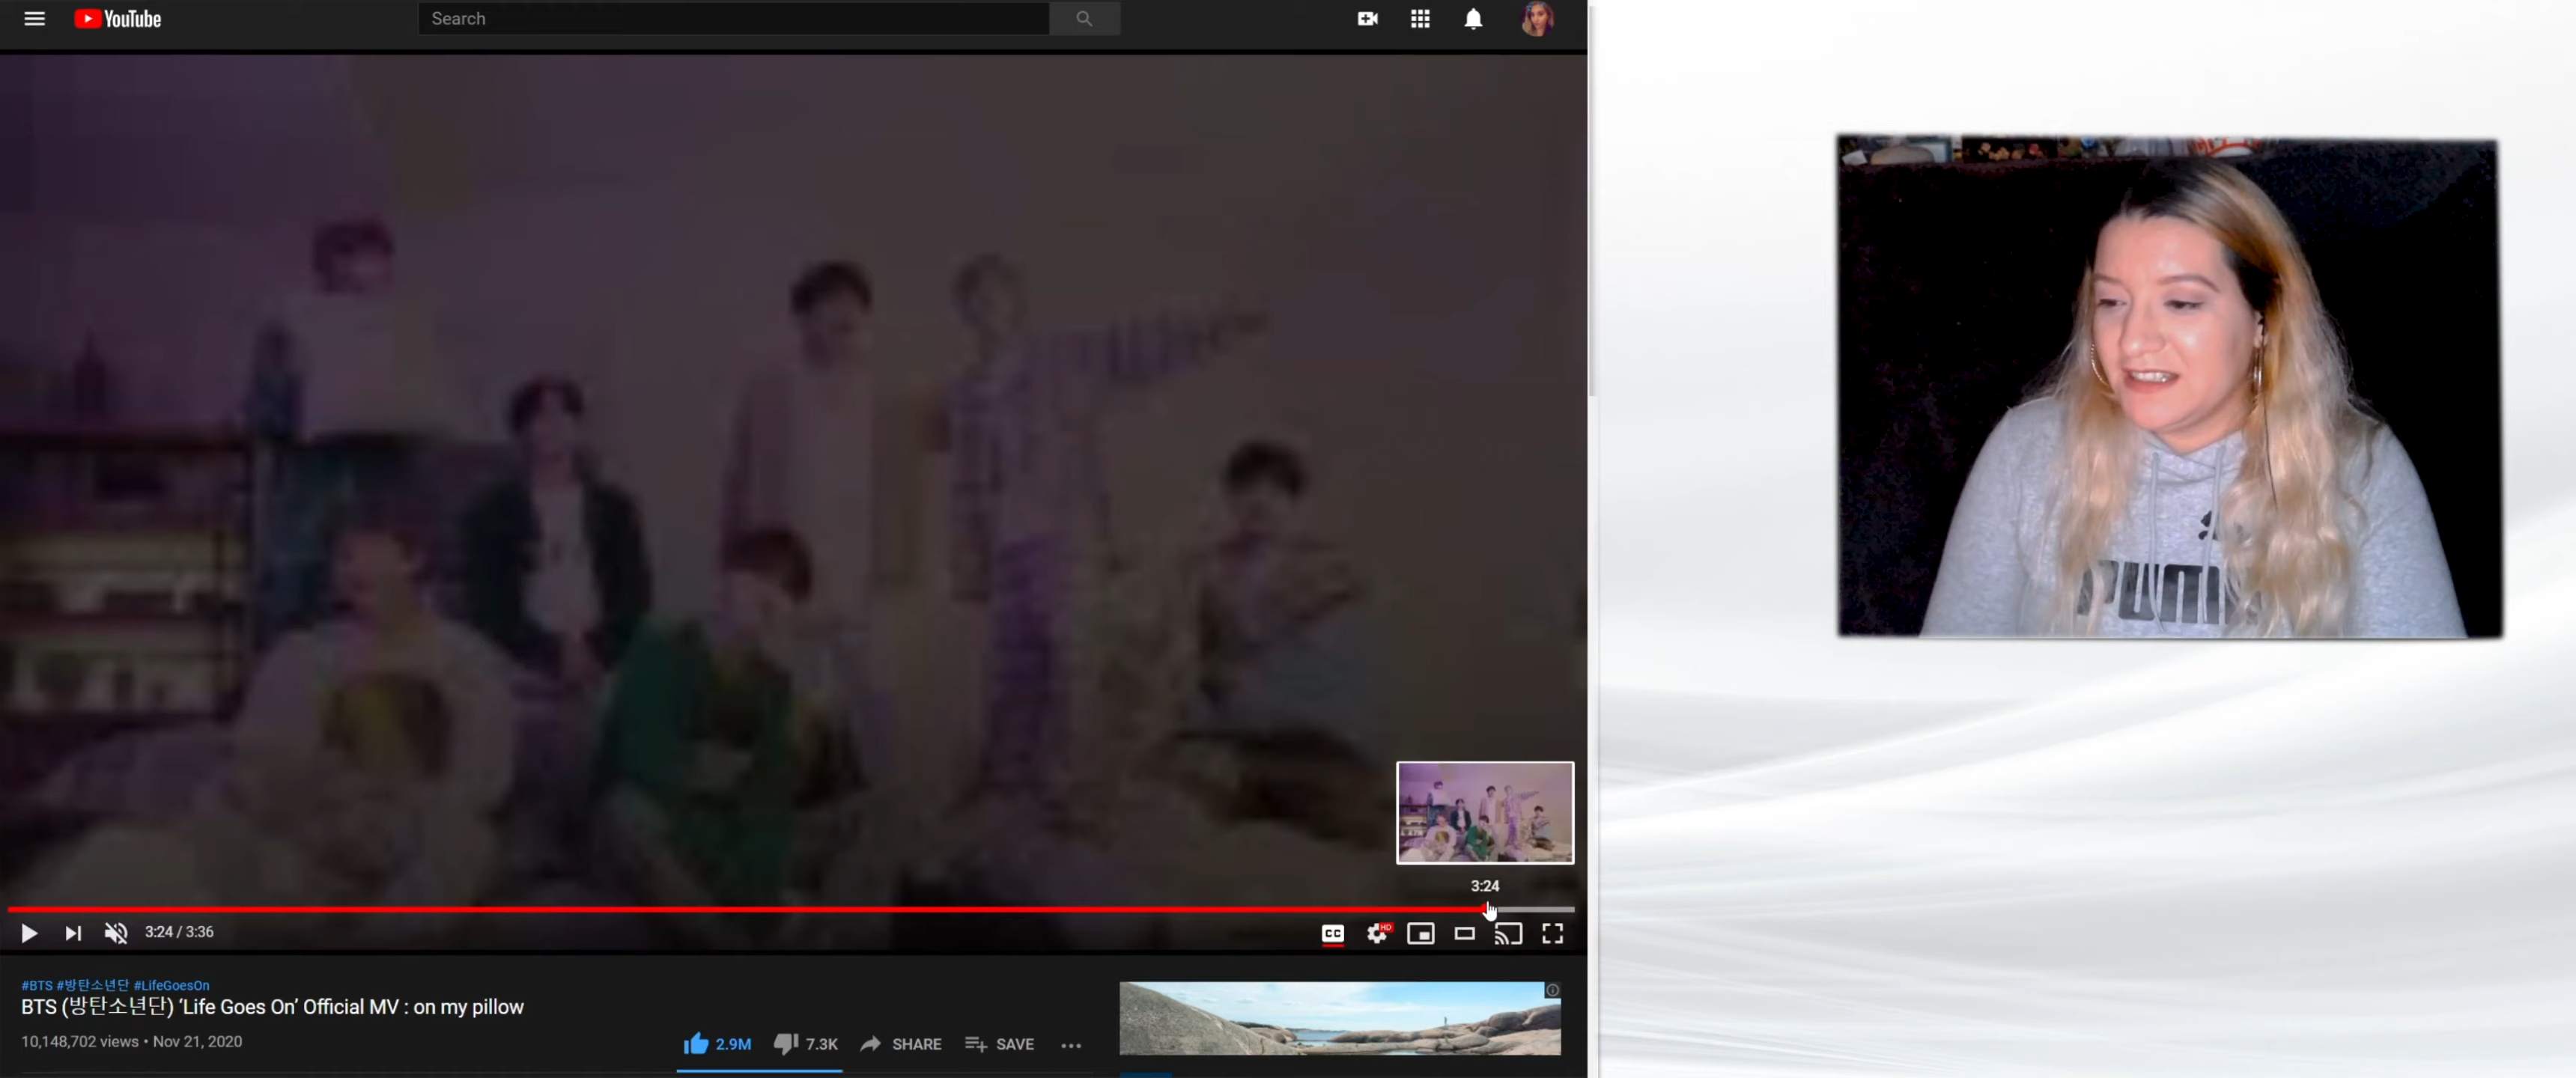 YouTube
Search
3:24
3:24 / 3:36
CC
HD
#BTS #방탄소년단 #LifeGoesOn
BTS (방탄소년단) ‘Life Goes On’ Official MV : on my pillow
10,148,702 views • Nov 21, 2020
2.9M
7.3K
SHARE
SAVE